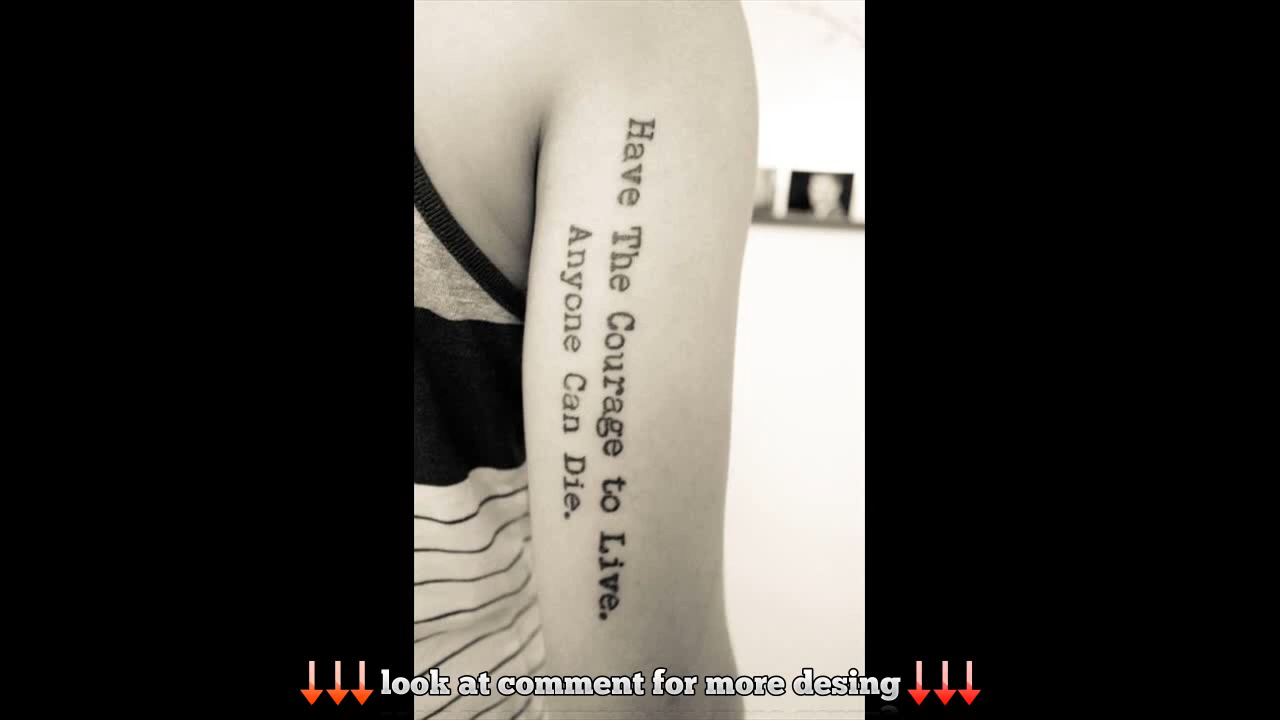 Have The Courage to Live.
Anyone Can Die.
look at comment for more desing